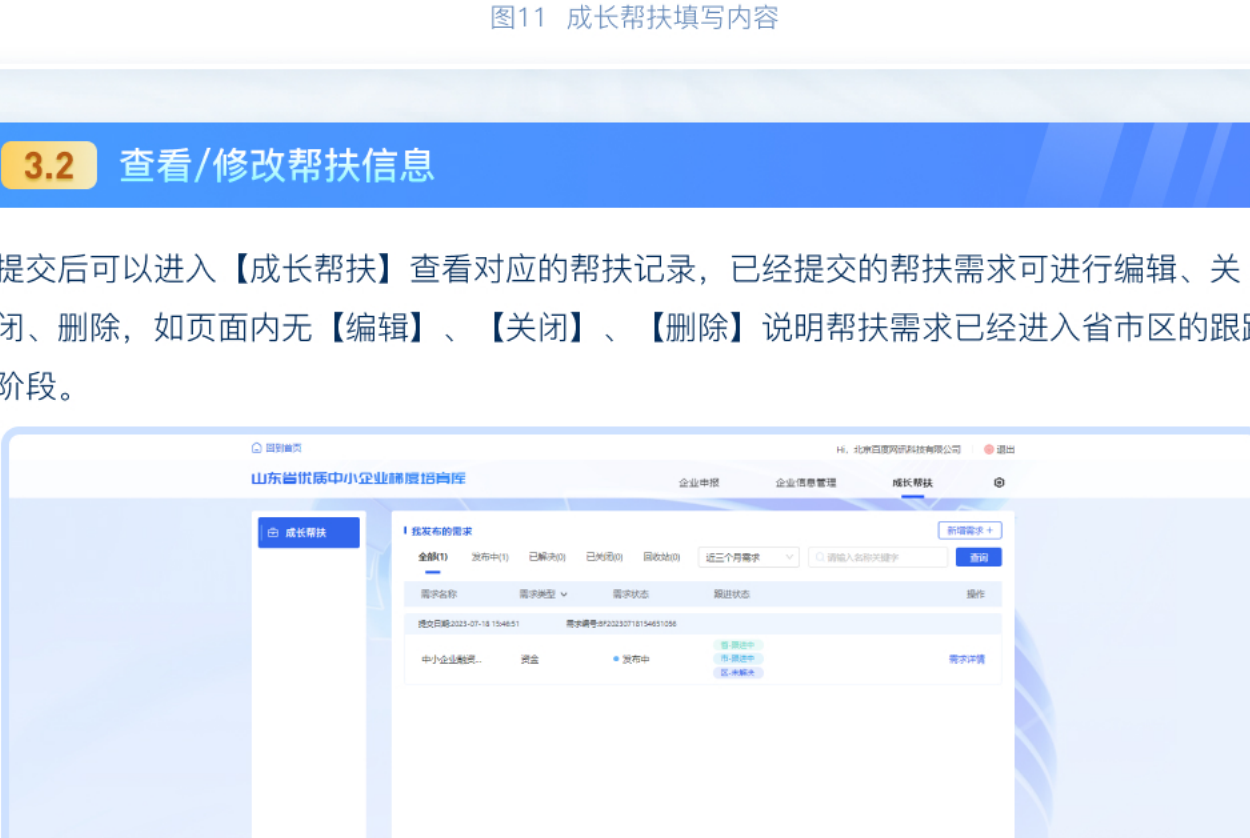 图11 成长帮扶填写内容
3.2 查看/修改帮扶信息
提交后可以进入【成长帮扶】查看对应的帮扶记录，已经提交的帮扶需求可进行编辑、关
闭、删除，如页面内无【编辑】、【关闭】、【删除】说明帮扶需求已经进入省市区的跟踪
阶段。
回到首页 Hi，北京百度网讯科技有限公司 退出
山东省优质中小企业梯度培育库 企业申报 企业信息管理 成长帮扶
成长帮扶 我发布的需求 新增需求 +
全部(1) 发布中(1) 已解决(0) 已关闭(0) 回收站(0) 近三个月需求 请输入名称关键字 查询
需求名称 需求类型 需求状态 跟进状态 操作
提交日期:2023-07-18 15:46:51 需求编号:BF20230718154651056
省-跟进中
中小企业融资... 资金 发布中 市-跟进中 需求详情
区-未解决